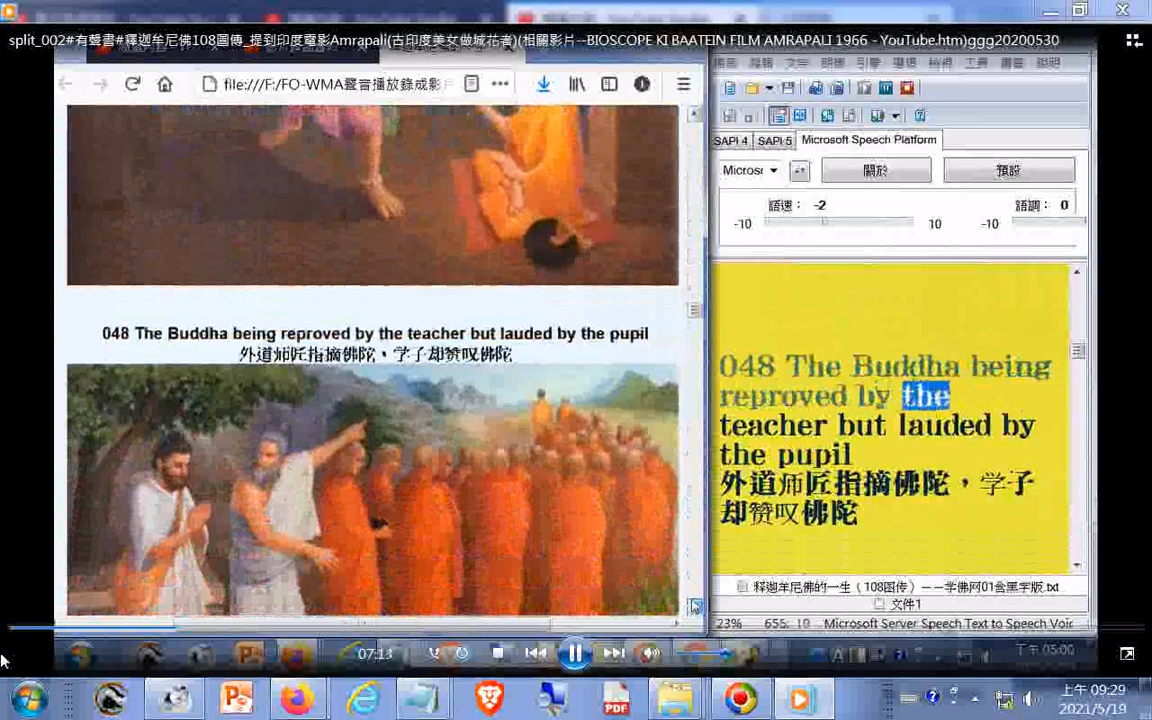 split_002#有聲書#釋迦牟尼佛108圖傳_提到印度電影Amrapali(古印度美女做城花者)(相關影片--BIOSCOPE KI BAATEIN FILM AMRAPALI 1966 - YouTube.htm)ggg20200530
file:///F:/FO-WMA聲音播放錄成影
SAPI 4
SAPI 5
Microsoft Speech Platform
Micros
關於
預設
語速：
-2
語調：
0
-10
10
-10
048 The Buddha being reproved by the teacher but lauded by the pupil
外道师匠指摘佛陀，学子却赞叹佛陀
048 The Buddha being
reproved by the
teacher but lauded by
the pupil
外道师匠指摘佛陀，学子
却赞叹佛陀
释迦牟尼佛的一生（108图传）——学佛网01含黑字版.txt
文件1
23%
656: 10
Microsoft Server Speech Text to Speech Voic
07:13
下午 05:00
PDF
上午 09:29
2021/5/19